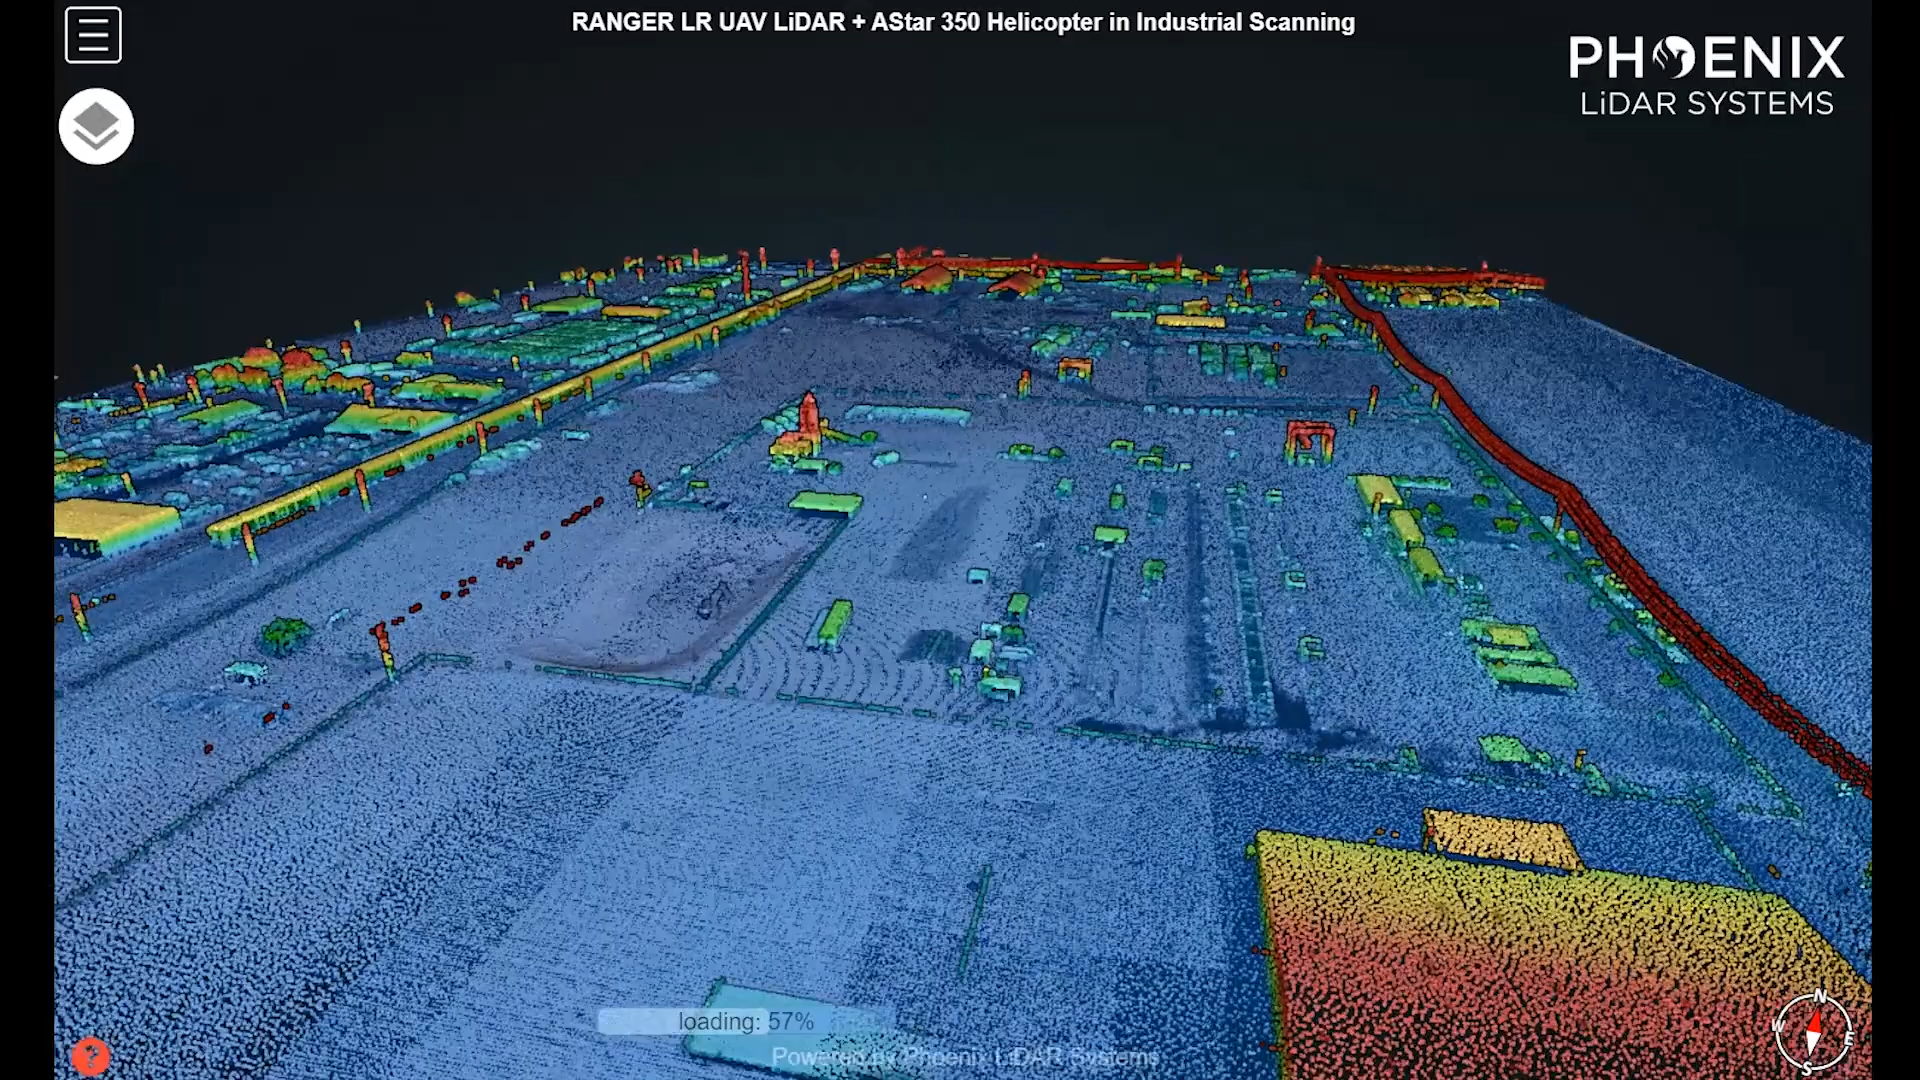 RANGER LR UAV LiDAR + AStar 350 Helicopter in Industrial Scanning
PHOENIX
LiDAR SYSTEMS
loading: 57%
Powered by Phoenix LiDAR Systems
?
N
W
E
S